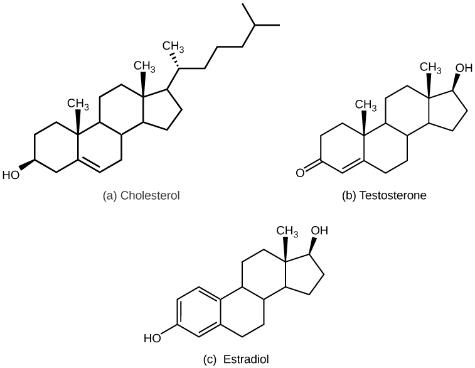 CH₃
CH₃
CH₃
HO
(a) Cholesterol
CH₃
OH
CH₃
O
(b) Testosterone
CH₃
OH
HO
(c) Estradiol